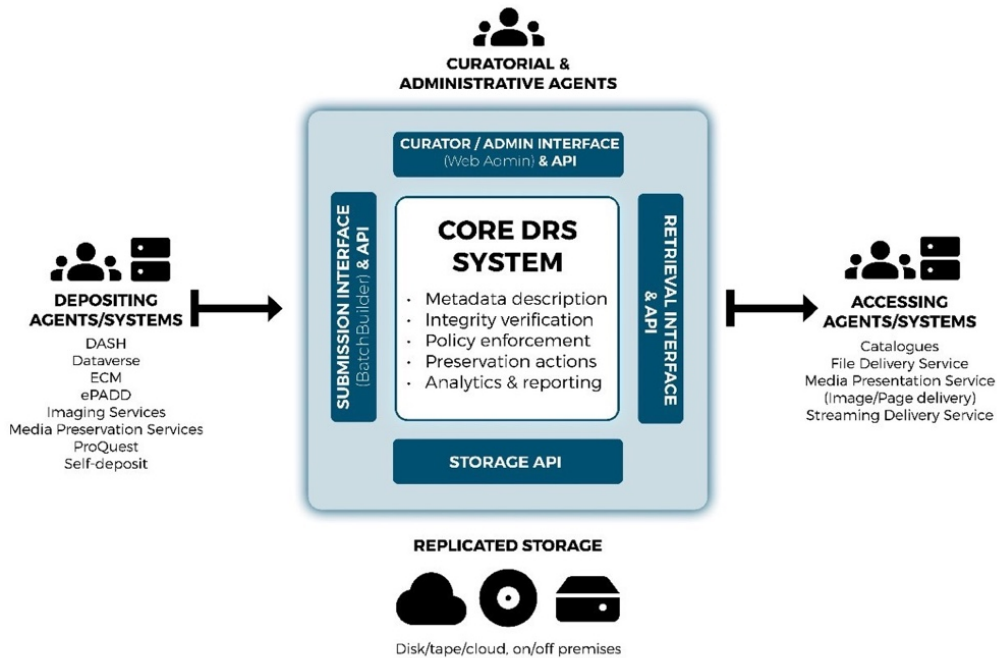 CURATORIAL &
ADMINISTRATIVE AGENTS
CURATOR / ADMIN INTERFACE
(Web Admin) & API
SUBMISSION INTERFACE
(BatchBuilder) & API
CORE DRS
SYSTEM
· Metadata description
· Integrity verification
· Policy enforcement
· Preservation actions
· Analytics & reporting
RETRIEVAL INTERFACE
& API
STORAGE API
DEPOSITING
AGENTS/SYSTEMS
DASH
Dataverse
ECM
ePADD
Imaging Services
Media Preservation Services
ProQuest
Self-deposit
ACCESSING
AGENTS/SYSTEMS
Catalogues
File Delivery Service
Media Presentation Service
(Image/Page delivery)
Streaming Delivery Service
REPLICATED STORAGE
Disk/tape/cloud, on/off premises